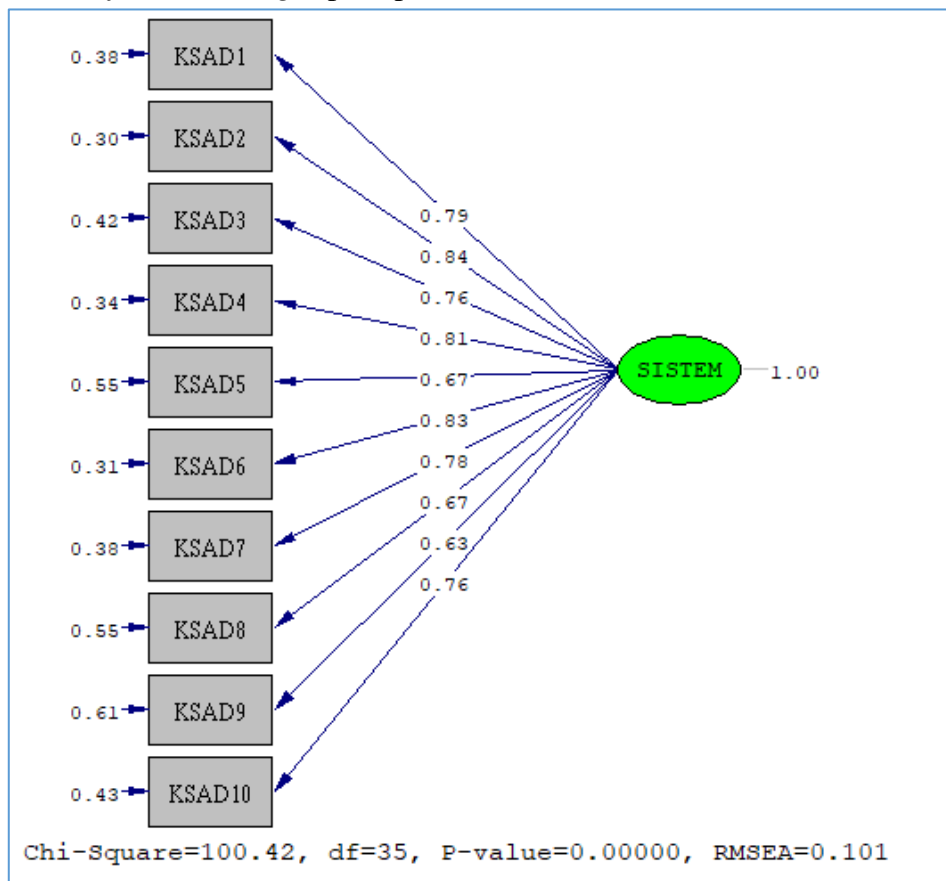 0.38 KSAD1
0.30 KSAD2
0.79
0.42 KSAD3
0.84
0.76
0.34 KSAD4
0.81
0.55 KSAD5
0.67
SISTEM 1.00
0.83
0.31 KSAD6
0.78
0.67
0.38 KSAD7
0.63
0.76
0.55 KSAD8
0.61 KSAD9
0.43 KSAD10
Chi-Square=100.42, df=35, P-value=0.00000, RMSEA=0.101